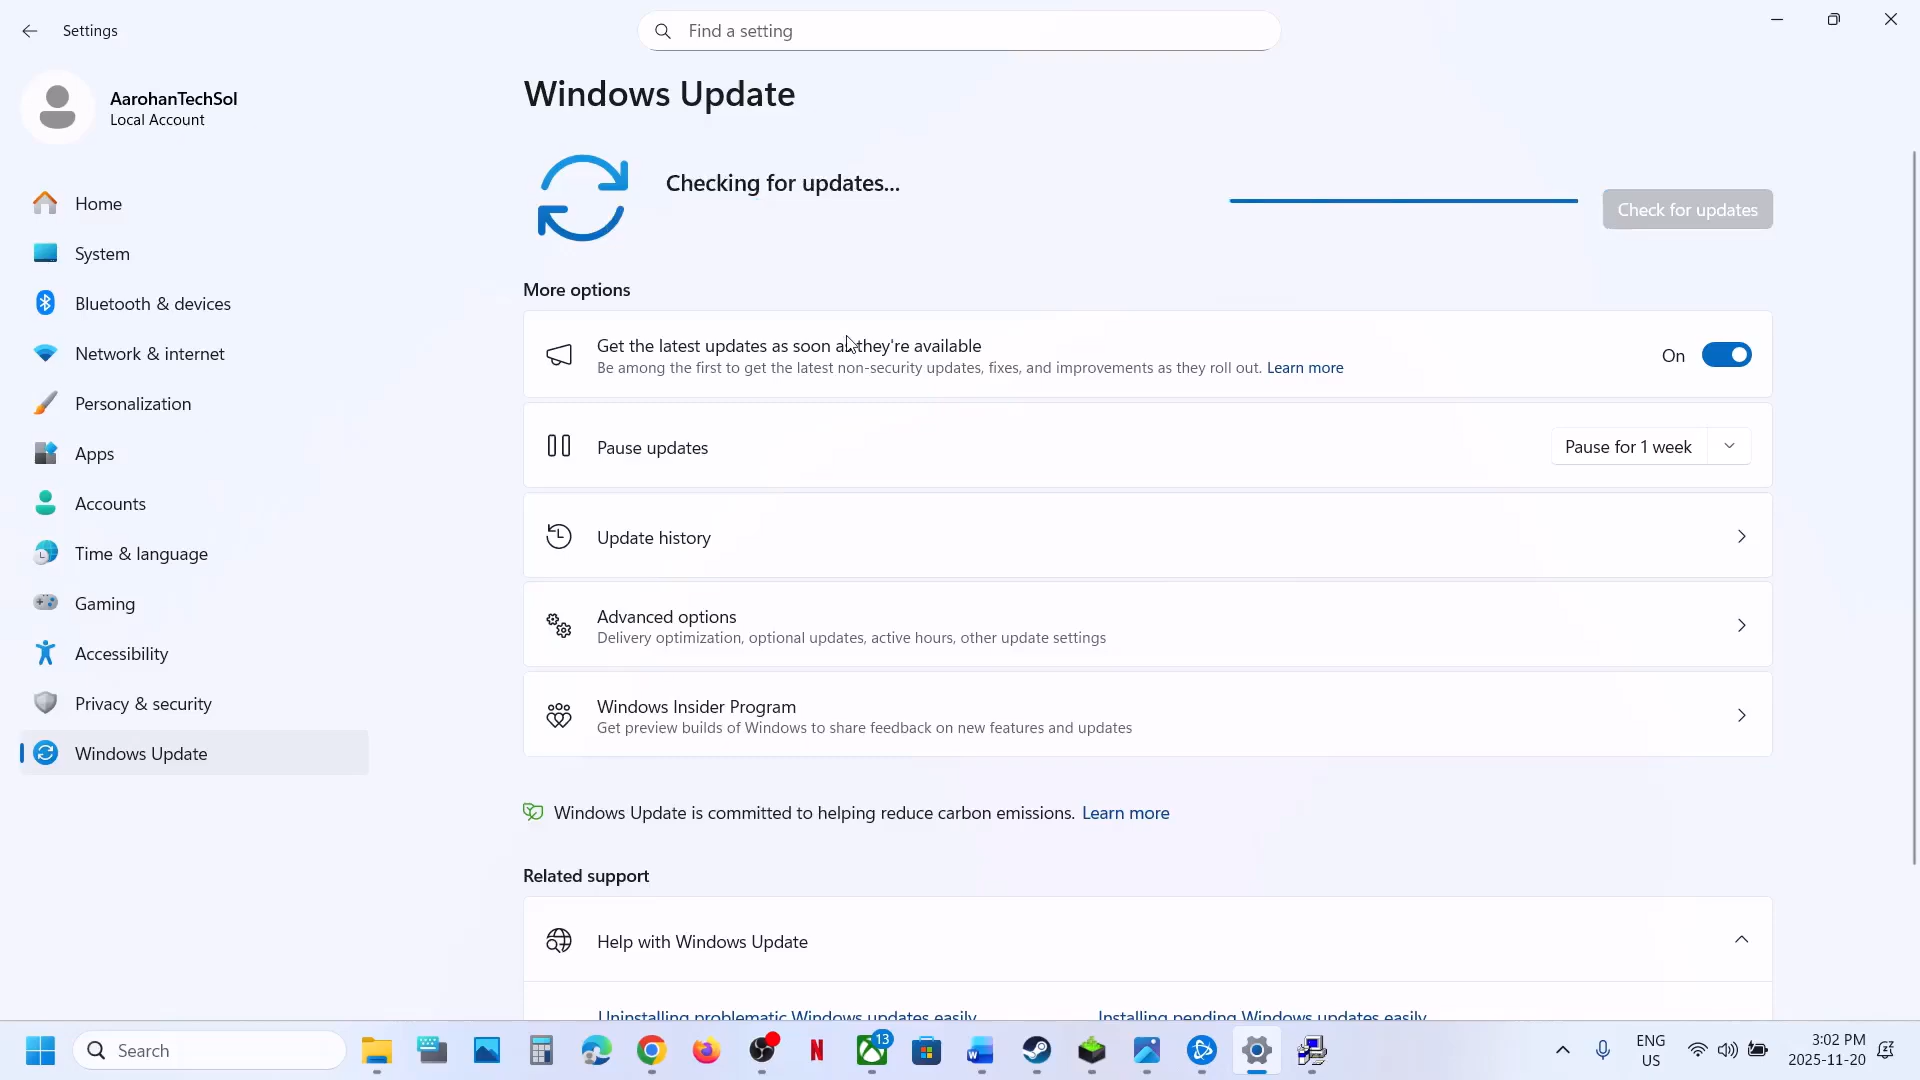 Settings
Find a setting
AarohanTechSol
Local Account
Home
System
Bluetooth & devices
Network & internet
Personalization
Apps
Accounts
Time & language
Gaming
Accessibility
Privacy & security
Windows Update
Windows Update
Checking for updates...
Check for updates
More options
Get the latest updates as soon as they're available
Be among the first to get the latest non-security updates, fixes, and improvements as they roll out. Learn more
On
Pause updates
Pause for 1 week
Update history
Advanced options
Delivery optimization, optional updates, active hours, other update settings
Windows Insider Program
Get preview builds of Windows to share feedback on new features and updates
Windows Update is committed to helping reduce carbon emissions. Learn more
Related support
Help with Windows Update
Uninstalling problematic Windows updates easily
Installing pending Windows updates easily
Search
13
ENG
US
3:02 PM
2025-11-20